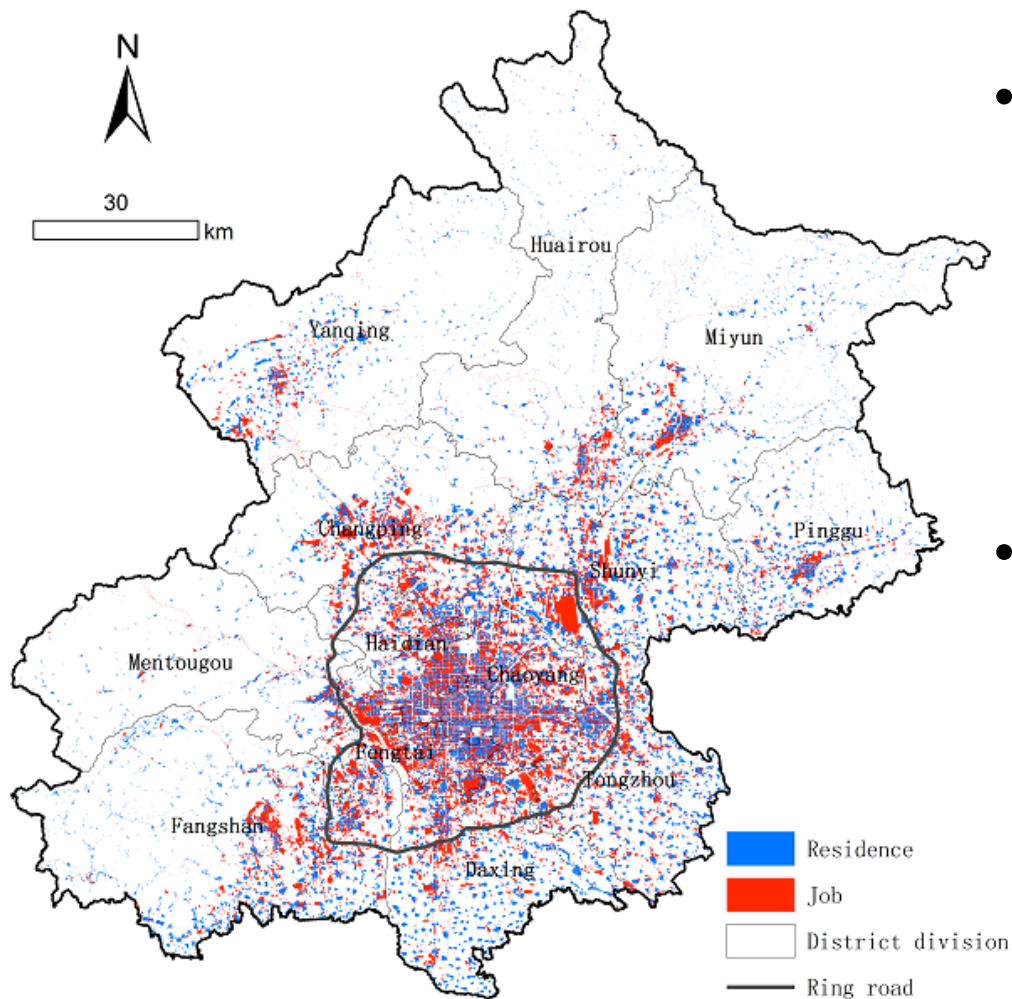 N
30
km
Huairou
Yanqing
Miyun
Changping
Pinggu
Shunyi
Haidian
Mentougou
Chaoyang
Fengtai
Tongzhou
Fangshan
Daxing
Residence
Job
District division
Ring road